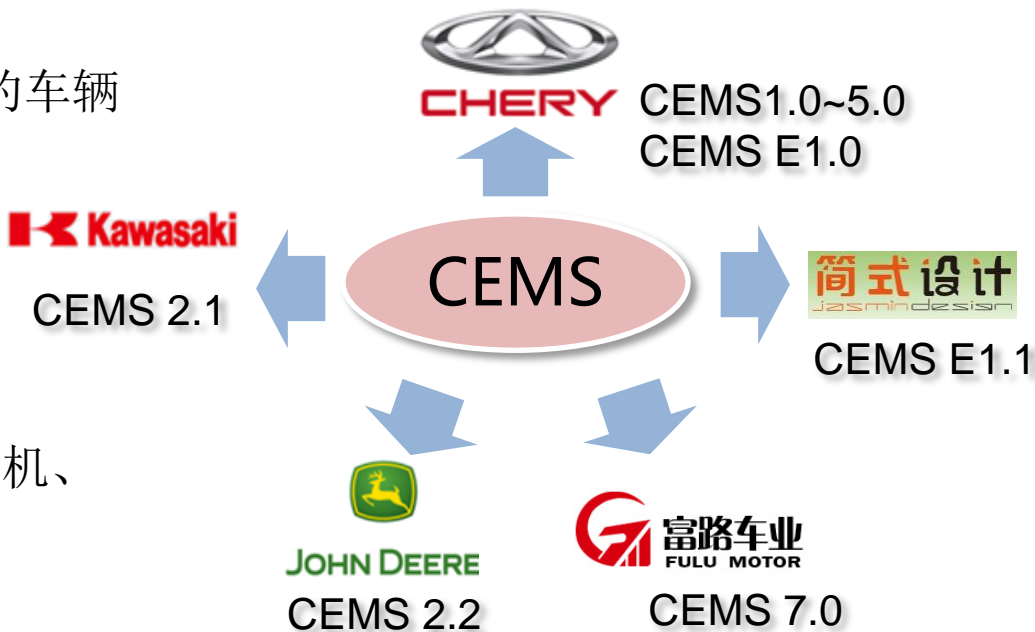 的车辆
CHERY
CEMS1.0~5.0
CEMS E1.0
Kawasaki
CEMS 2.1
CEMS
简式设计
jasmindesign
CEMS E1.1
机、
JOHN DEERE
CEMS 2.2
富路车业
FULU MOTOR
CEMS 7.0